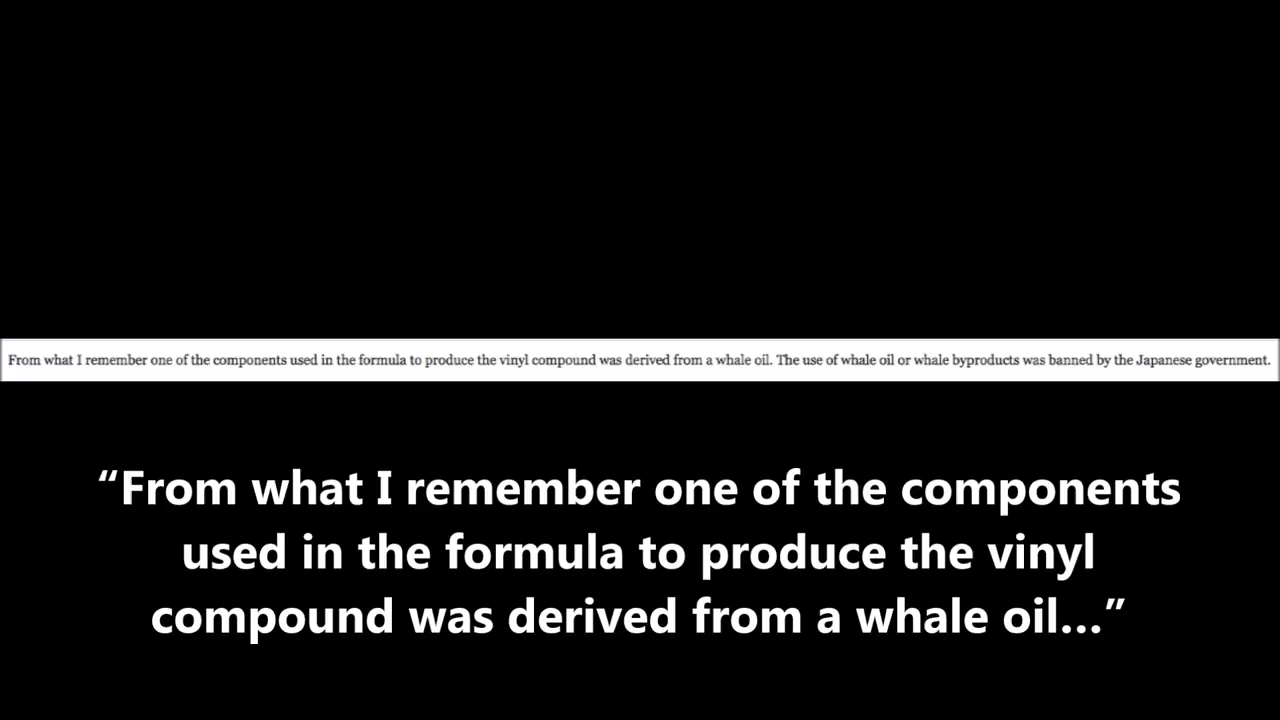 From what I remember one of the components used in the formula to produce the vinyl compound was derived from a whale oil. The use of whale oil or whale byproducts was banned by the Japanese government.
“From what I remember one of the components
used in the formula to produce the vinyl
compound was derived from a whale oil...”